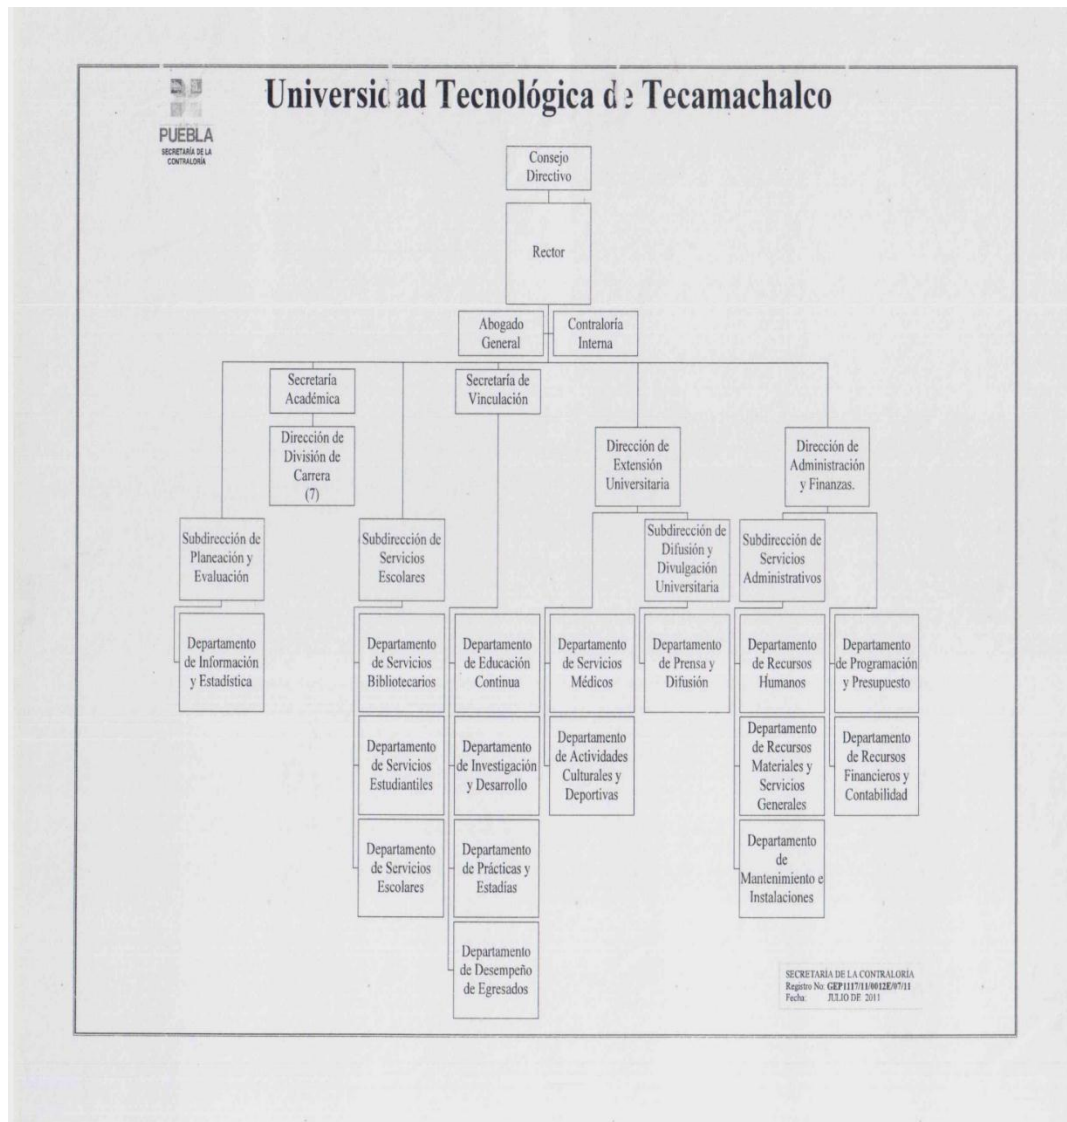 Universidad Tecnológica de Tecamachalco
PUEBLA
SECRETARÍA DE LA
CONTRALORÍA
Consejo
Directivo
Rector
Abogado
General
Contraloría
Interna
Secretaría
Académica
Secretaría de
Vinculación
Dirección de
División de
Carrera
(7)
Dirección de
Extensión
Universitaria
Dirección de
Administración
y Finanzas.
Subdirección de
Planeación y
Evaluación
Subdirección de
Servicios
Escolares
Subdirección de
Difusión y
Divulgación
Universitaria
Subdirección de
Servicios
Administrativos
Departamento
de Información
y Estadística
Departamento
de Servicios
Bibliotecarios
Departamento
de Educación
Continua
Departamento
de Servicios
Médicos
Departamento
de Prensa y
Difusión
Departamento
de Recursos
Humanos
Departamento
de Programación
y Presupuesto
Departamento
de Servicios
Estudiantiles
Departamento
de Investigación
y Desarrollo
Departamento
de Actividades
Culturales y
Deportivas
Departamento
de Recursos
Materiales y
Servicios
Generales
Departamento
de Recursos
Financieros y
Contabilidad
Departamento
de Servicios
Escolares
Departamento
de Prácticas y
Estadías
Departamento
de
Mantenimiento e
Instalaciones
Departamento
de Desempeño
de Egresados
SECRETARÍA DE LA CONTRALORÍA
Registro No: GEP1117/11/0012E/07/11
Fecha: JULIO DE 2011